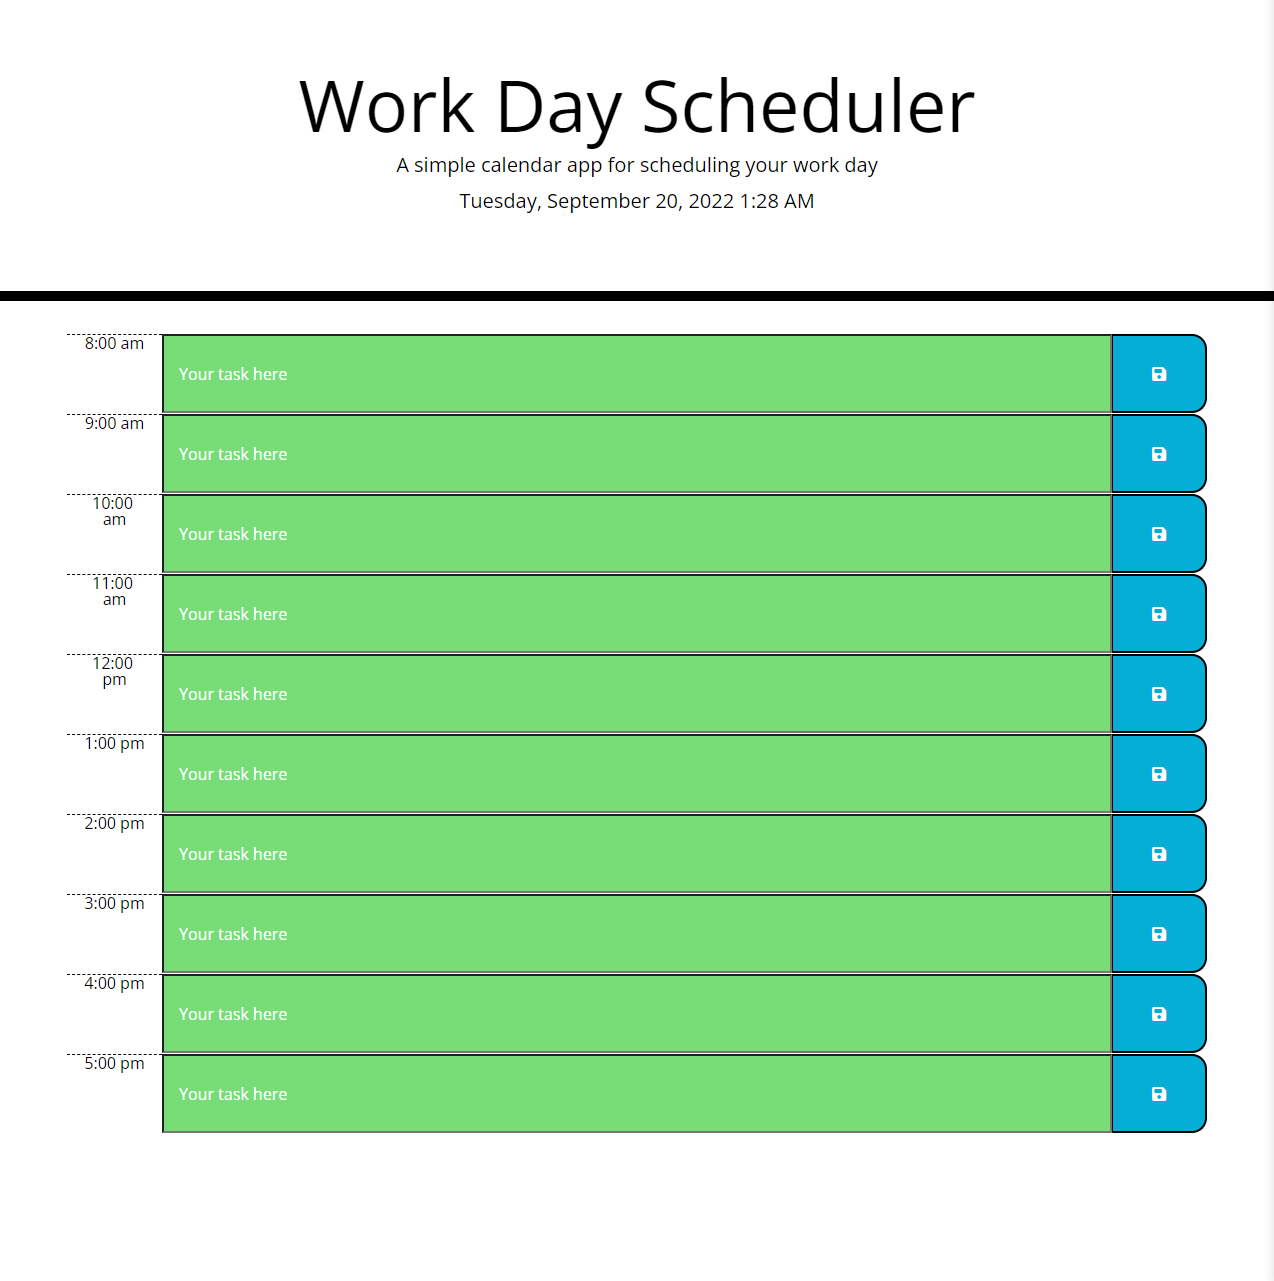 Work Day Scheduler
A simple calendar app for scheduling your work day
Tuesday, September 20, 2022 1:28 AM
8:00 am
Your task here
9:00 am
Your task here
10:00
am
Your task here
11:00
am
Your task here
12:00
pm
Your task here
1:00 pm
Your task here
2:00 pm
Your task here
3:00 pm
Your task here
4:00 pm
Your task here
5:00 pm
Your task here